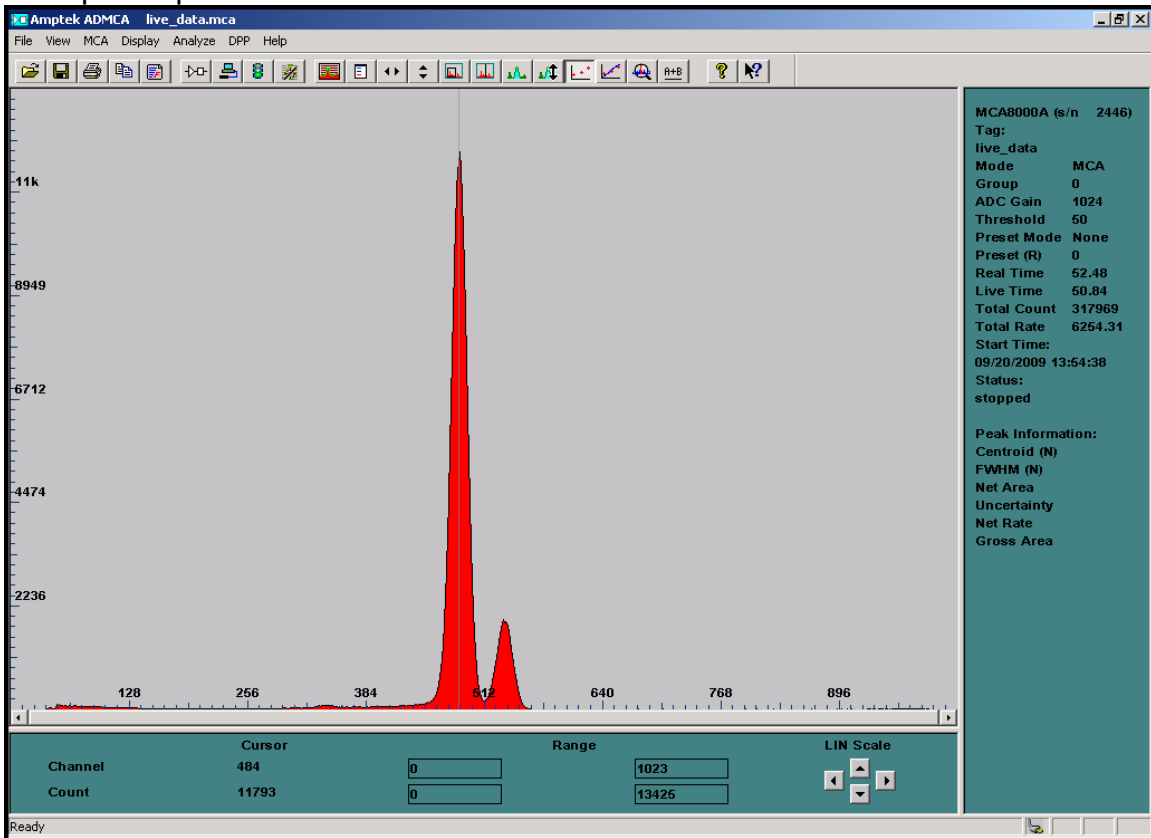 Amptek ADMCA live_data.mca
File View MCA Display Analyze DPP Help
A+B
11k
8949
6712
4474
2236
128 256 384 512 640 768 896
MCA8000A (s/n 2446)
Tag:
live_data
Mode MCA
Group 0
ADC Gain 1024
Threshold 50
Preset Mode None
Preset (R) 0
Real Time 52.48
Live Time 50.84
Total Count 317969
Total Rate 6254.31
Start Time:
09/20/2009 13:54:38
Status:
stopped
Peak Information:
Centroid (N)
FWHM (N)
Net Area
Uncertainty
Net Rate
Gross Area
Cursor Range LIN Scale
Channel 484 0 1023
Count 11793 0 13425
Ready